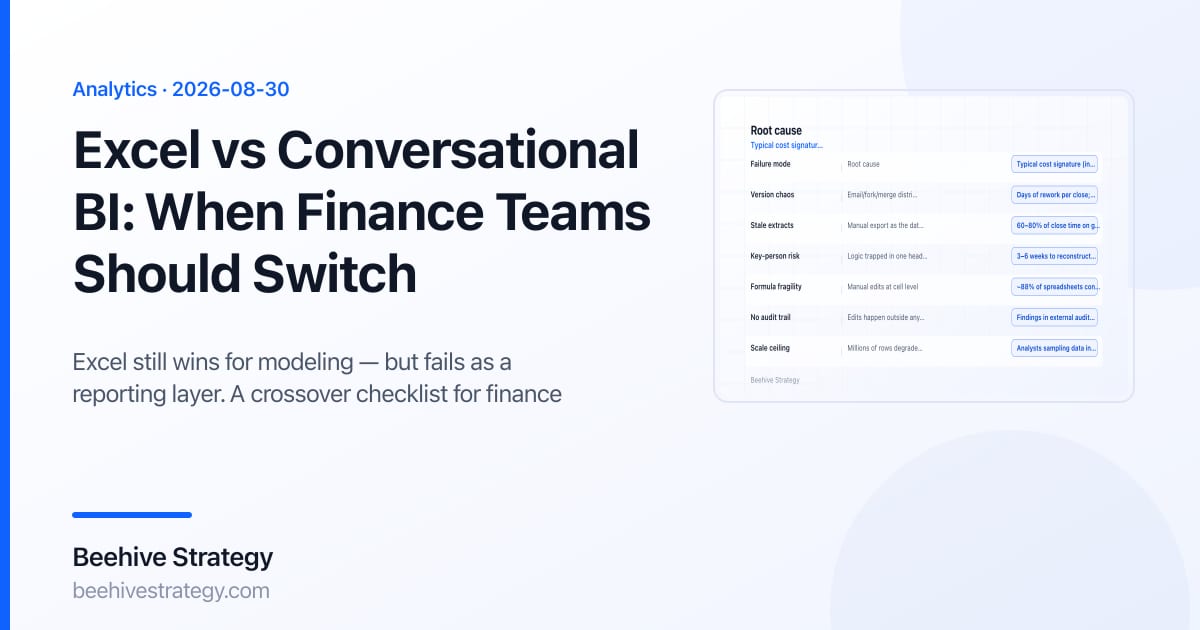 Analytics · 2026-08-30
Excel vs Conversational
BI: When Finance Teams
Should Switch
Excel still wins for modeling — but fails as a
reporting layer. A crossover checklist for finance
Beehive Strategy
beehivestrategy.com
Root cause
Typical cost signatur...
Failure mode Root cause Typical cost signature (in...
Version chaos Email/fork/merge distri... Days of rework per close;...
Stale extracts Manual export as the dat... 60–80% of close time on g...
Key-person risk Logic trapped in one head... 3–6 weeks to reconstruct...
Formula fragility Manual edits at cell level ~88% of spreadsheets con...
No audit trail Edits happen outside any... Findings in external audit...
Scale ceiling Millions of rows degrade... Analysts sampling data in...
Beehive Strategy